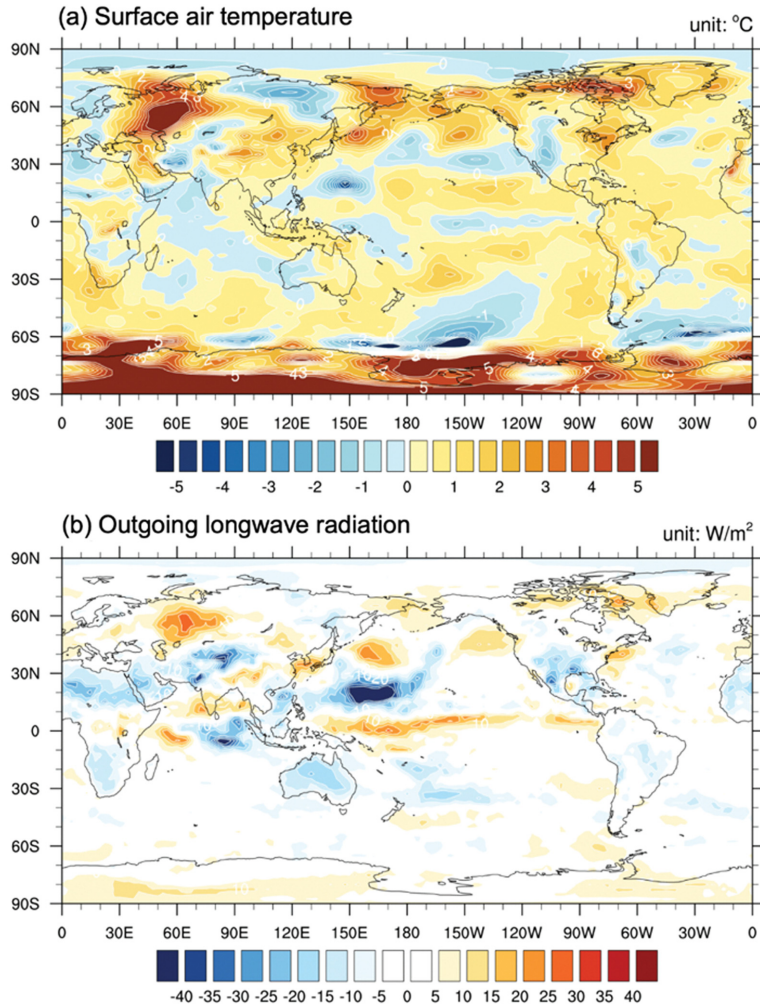 (a) Surface air temperature
unit: °C
90N
60N
30N
0
30S
60S
90S
0 30E 60E 90E 120E 150E 180 150W 120W 90W 60W 30W 0
-5 -4 -3 -2 -1 0 1 2 3 4 5
(b) Outgoing longwave radiation
unit: W/m²
90N
60N
30N
0
30S
60S
90S
0 30E 60E 90E 120E 150E 180 150W 120W 90W 60W 30W 0
-40 -35 -30 -25 -20 -15 -10 -5 0 5 10 15 20 25 30 35 40